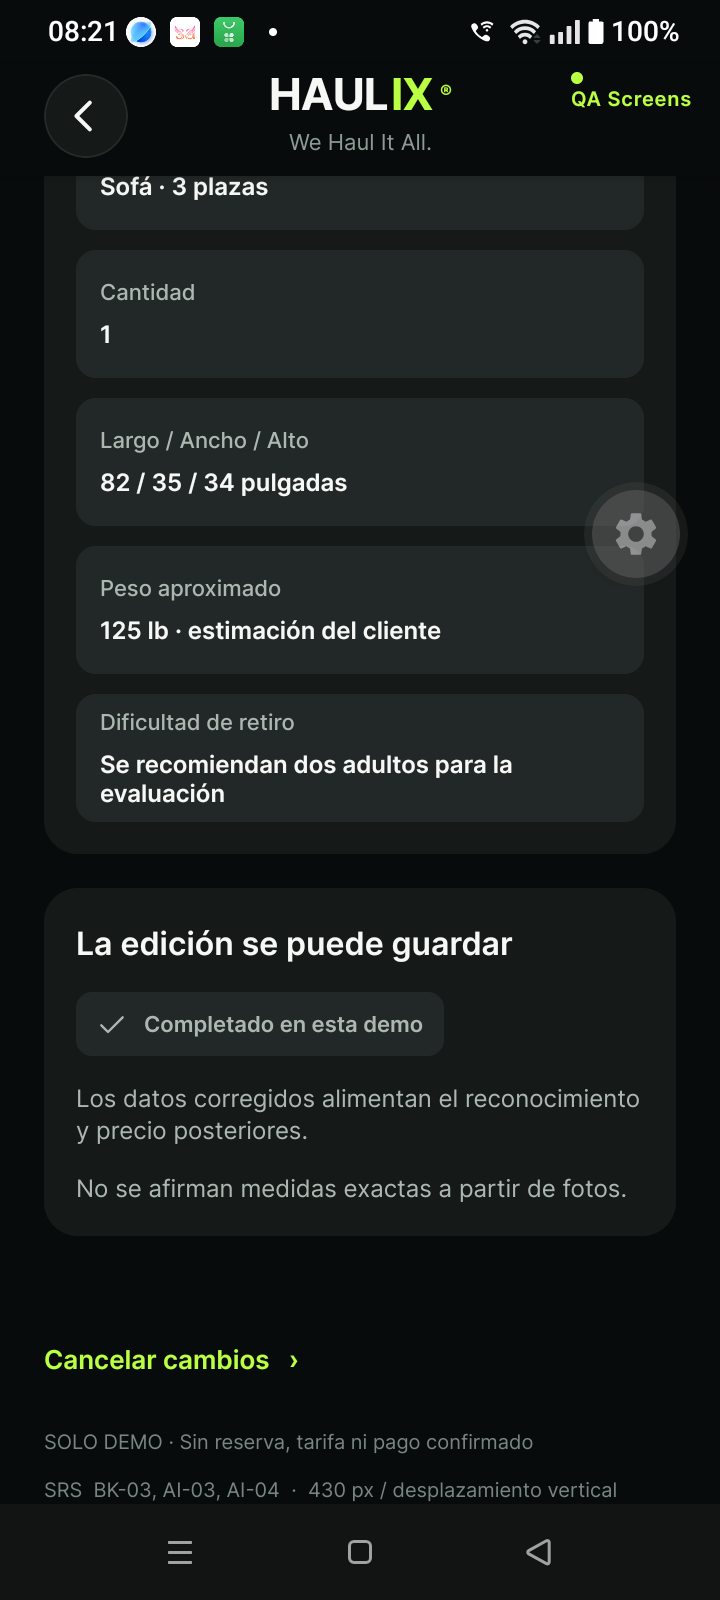 08:21
100%
HAULIX ®
QA Screens
We Haul It All.
Sofá · 3 plazas
Cantidad
1
Largo / Ancho / Alto
82 / 35 / 34 pulgadas
Peso aproximado
125 lb · estimación del cliente
Dificultad de retiro
Se recomiendan dos adultos para la
evaluación
La edición se puede guardar
Completado en esta demo
Los datos corregidos alimentan el reconocimiento
y precio posteriores.
No se afirman medidas exactas a partir de fotos.
Cancelar cambios ›
SOLO DEMO · Sin reserva, tarifa ni pago confirmado
SRS BK-03, AI-03, AI-04 · 430 px / desplazamiento vertical